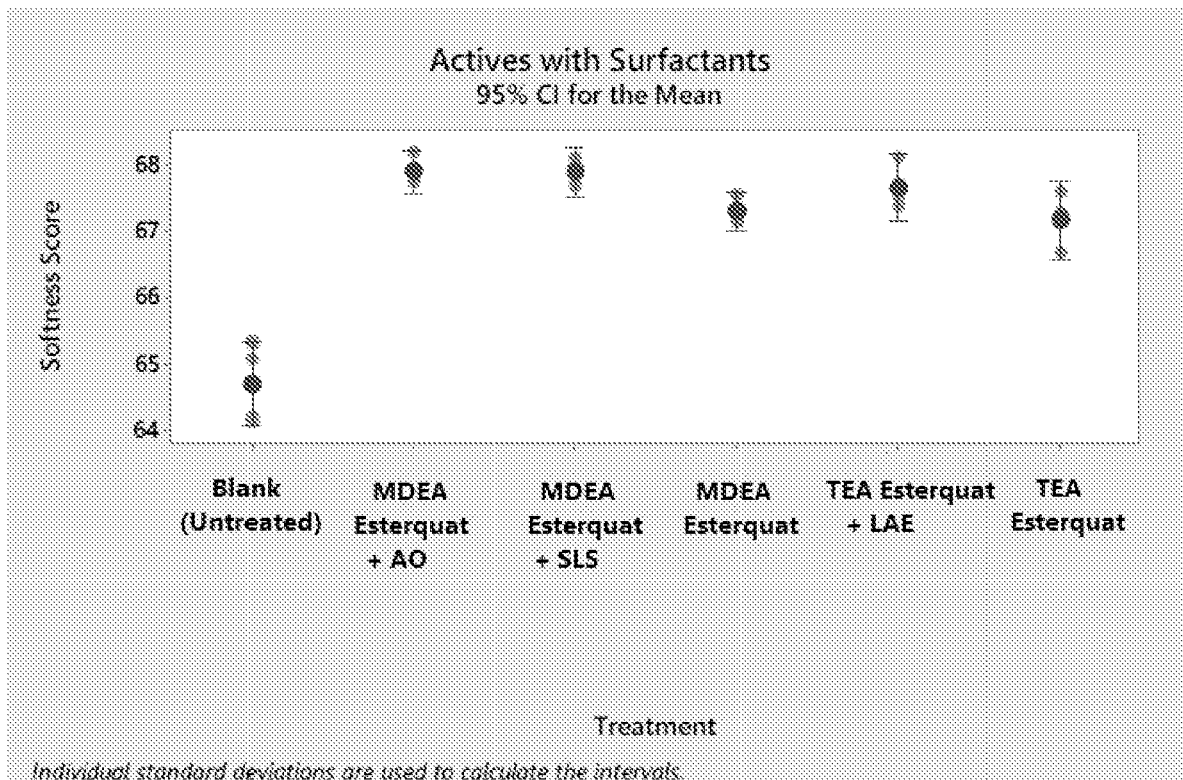 Actives with Surfactants
95% CI for the Mean
Softness Score
68
67
66
65
64
Blank
(Untreated)
MDEA
Esterquat
+ AO
MDEA
Esterquat
+ SLS
MDEA
Esterquat
TEA Esterquat
+ LAE
TEA
Esterquat
Treatment
Individual standard deviations are used to calculate the intervals.